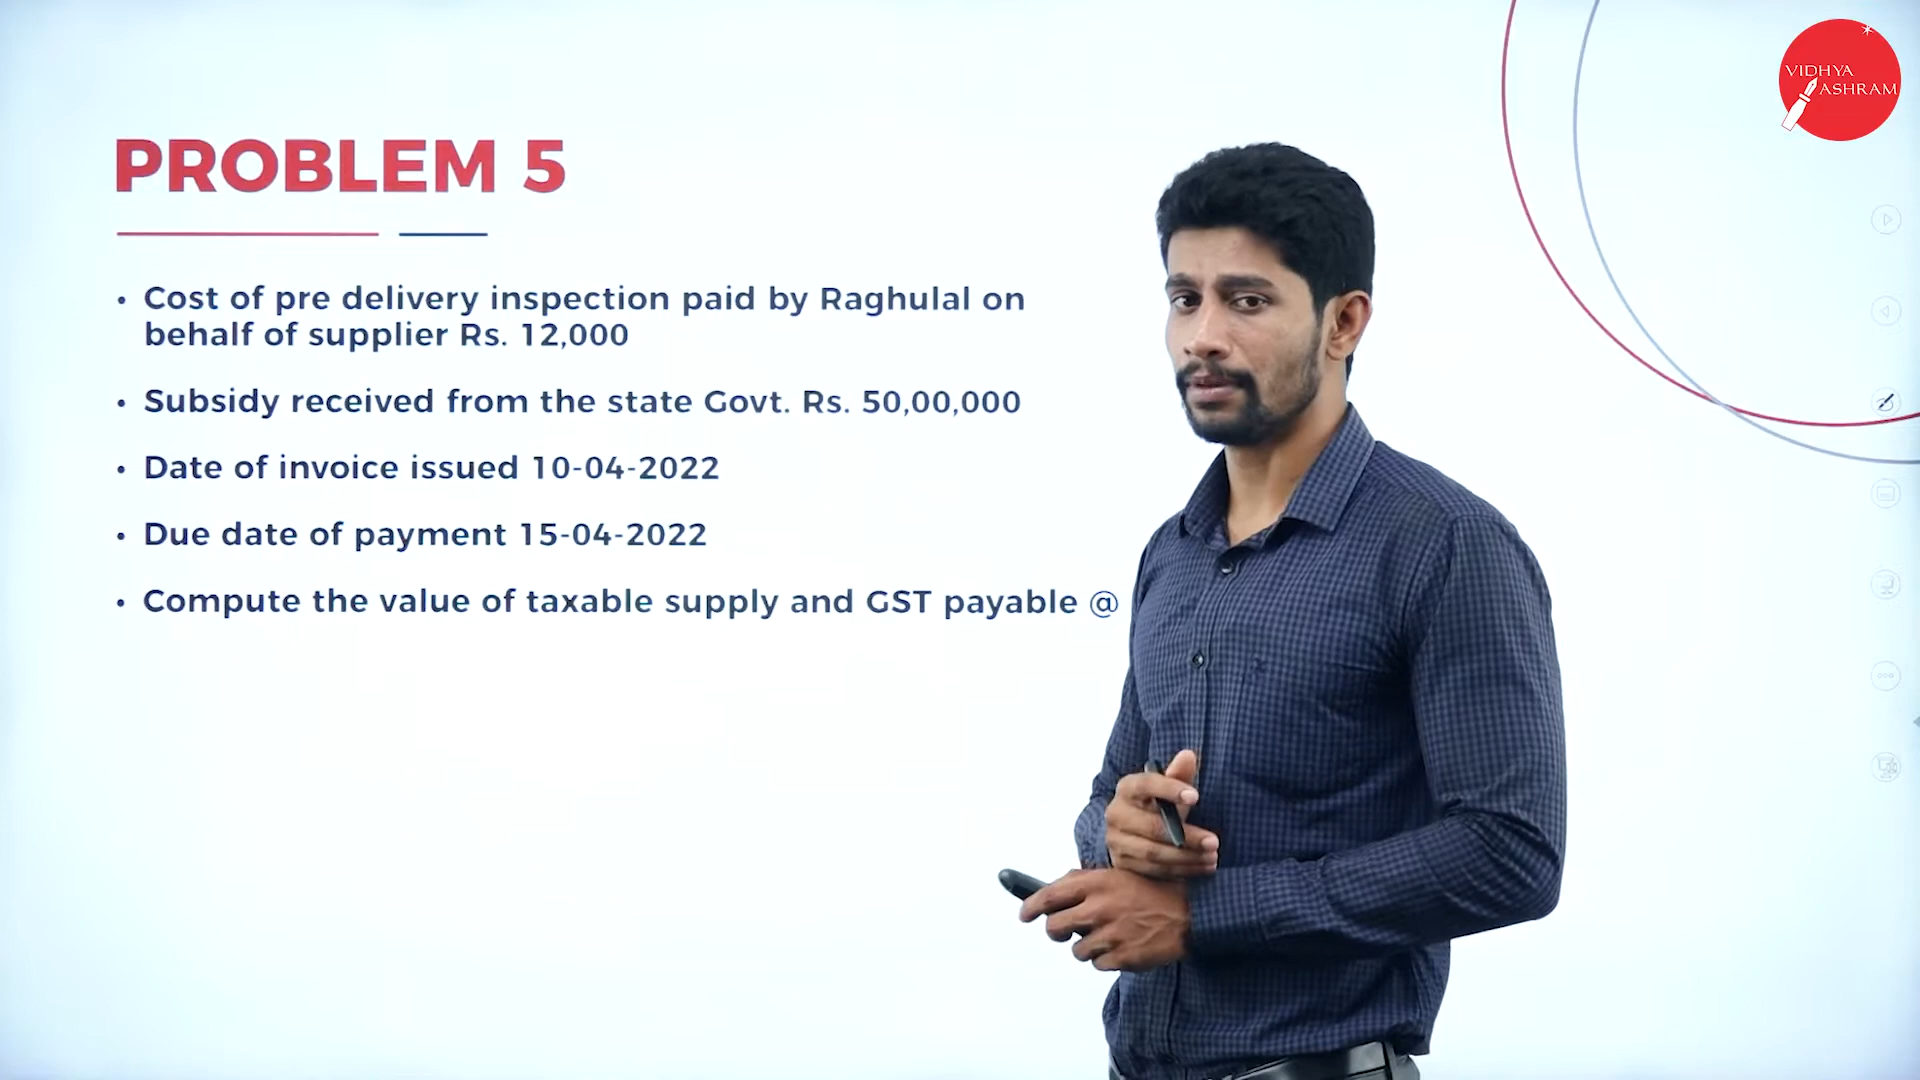 VIDHYA
ASHRAM
PROBLEM 5
• Cost of pre delivery inspection paid by Raghulal on
behalf of supplier Rs. 12,000
• Subsidy received from the state Govt. Rs. 50,00,000
• Date of invoice issued 10-04-2022
• Due date of payment 15-04-2022
• Compute the value of taxable supply and GST payable @